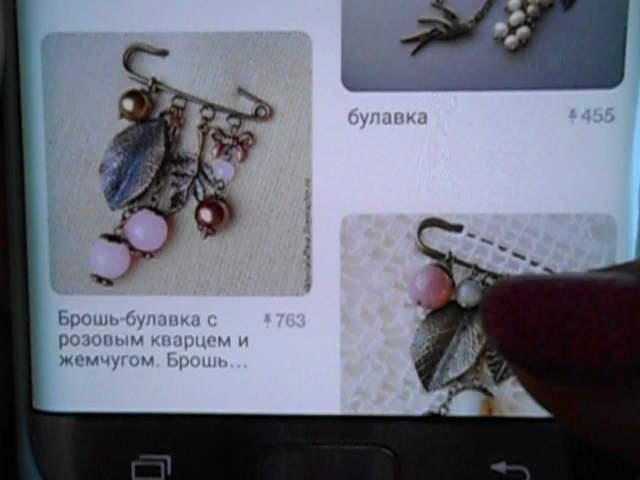 булавка
455
Брошь-булавка с
763
розовым кварцем и
жемчугом. Брошь...